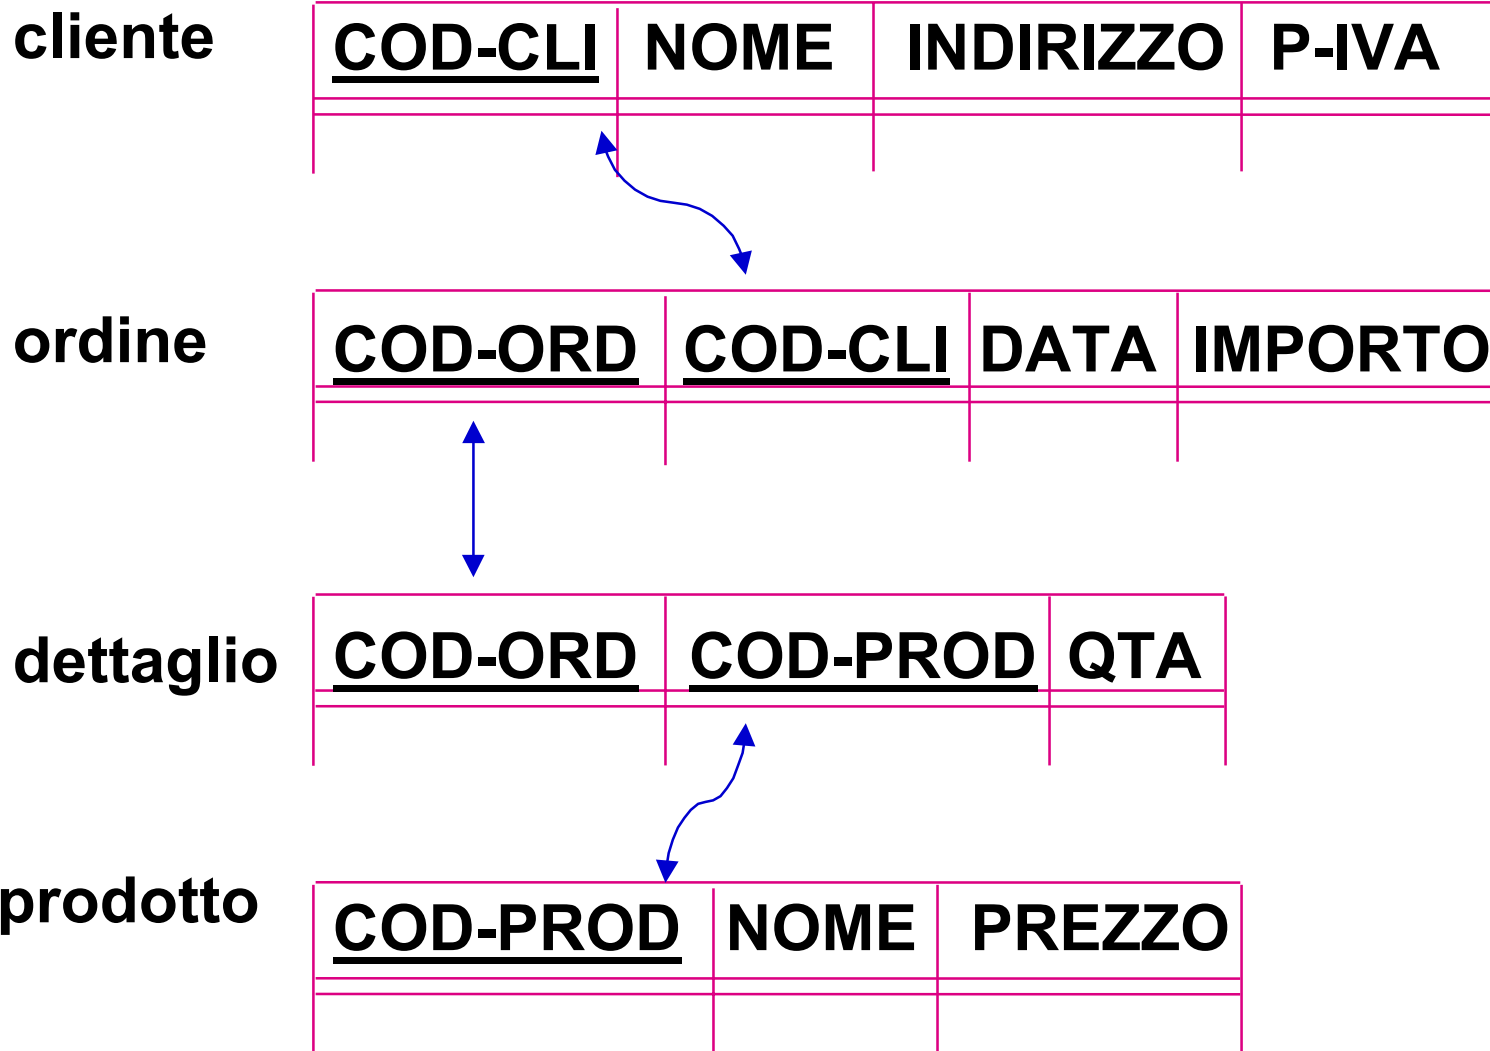 cliente COD-CLI NOME INDIRIZZO P-IVA
ordine COD-ORD COD-CLI DATA IMPORTO
dettaglio COD-ORD COD-PROD QTA
prodotto COD-PROD NOME PREZZO